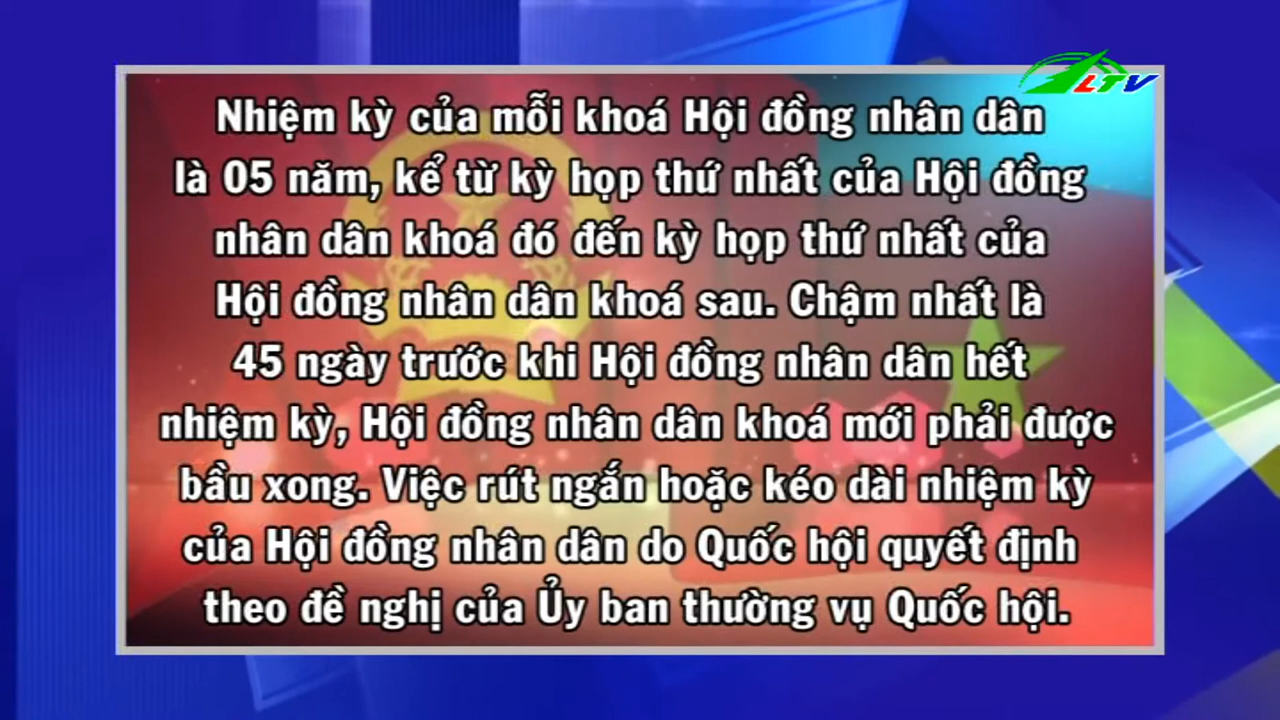 LTV
Nhiệm kỳ của mỗi khoá Hội đồng nhân dân
là 05 năm, kể từ kỳ họp thứ nhất của Hội đồng
nhân dân khoá đó đến kỳ họp thứ nhất của
Hội đồng nhân dân khoá sau. Chậm nhất là
45 ngày trước khi Hội đồng nhân dân hết
nhiệm kỳ, Hội đồng nhân dân khoá mới phải được
bầu xong. Việc rút ngắn hoặc kéo dài nhiệm kỳ
của Hội đồng nhân dân do Quốc hội quyết định
theo đề nghị của Ủy ban thường vụ Quốc hội.